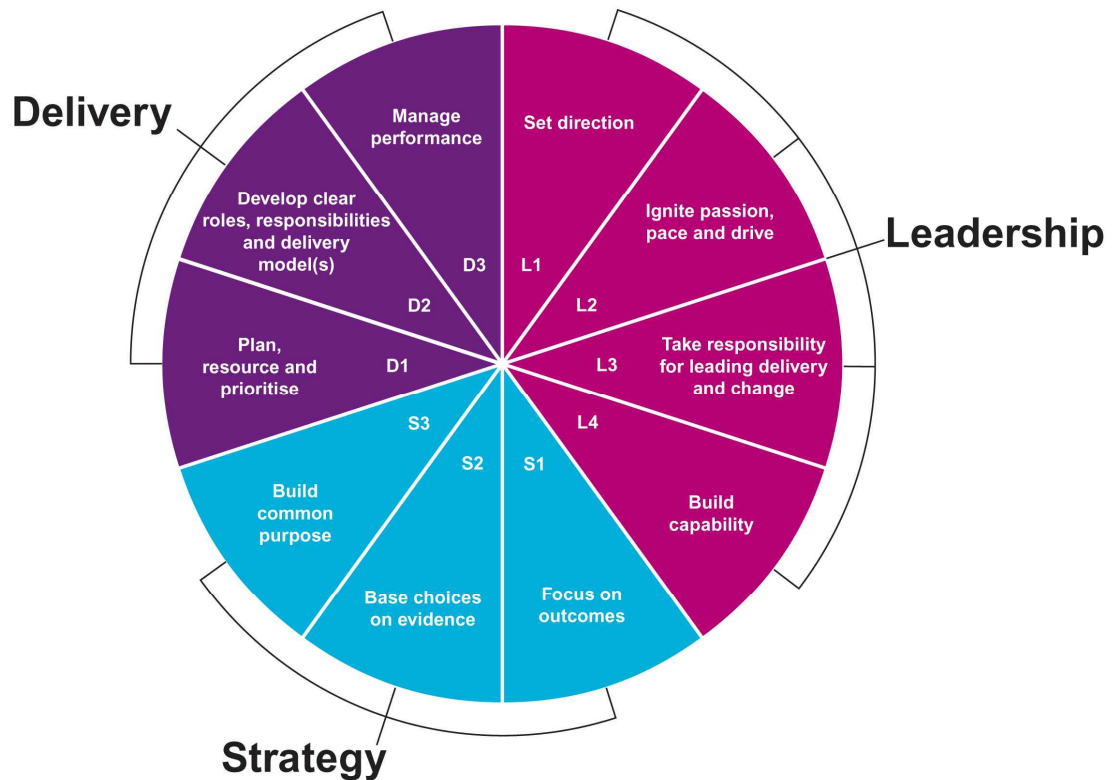 Delivery
Manage
performance
Set direction
Develop clear
roles, responsibilities
and delivery
model(s)
Ignite passion,
pace and drive
Leadership
D3
L1
D2
L2
Plan,
resource and
prioritise
D1
L3
Take responsibility
for leading delivery
and change
S3
L4
S2
S1
Build
common
purpose
Build
capability
Base choices
on evidence
Focus on
outcomes
Strategy